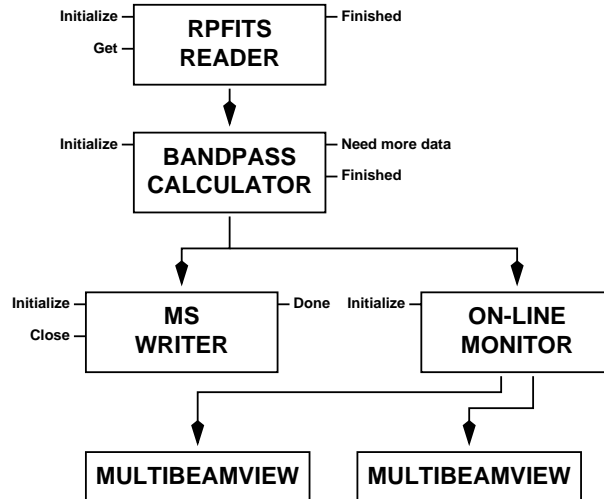 Initialize
Finished
RPFITS
Get
READER
Initialize
Need more data
BANDPASS
CALCULATOR
Finished
Initialize
MS
Done
Close
WRITER
Initialize
ON-LINE
MONITOR
MULTIBEAMVIEW
MULTIBEAMVIEW